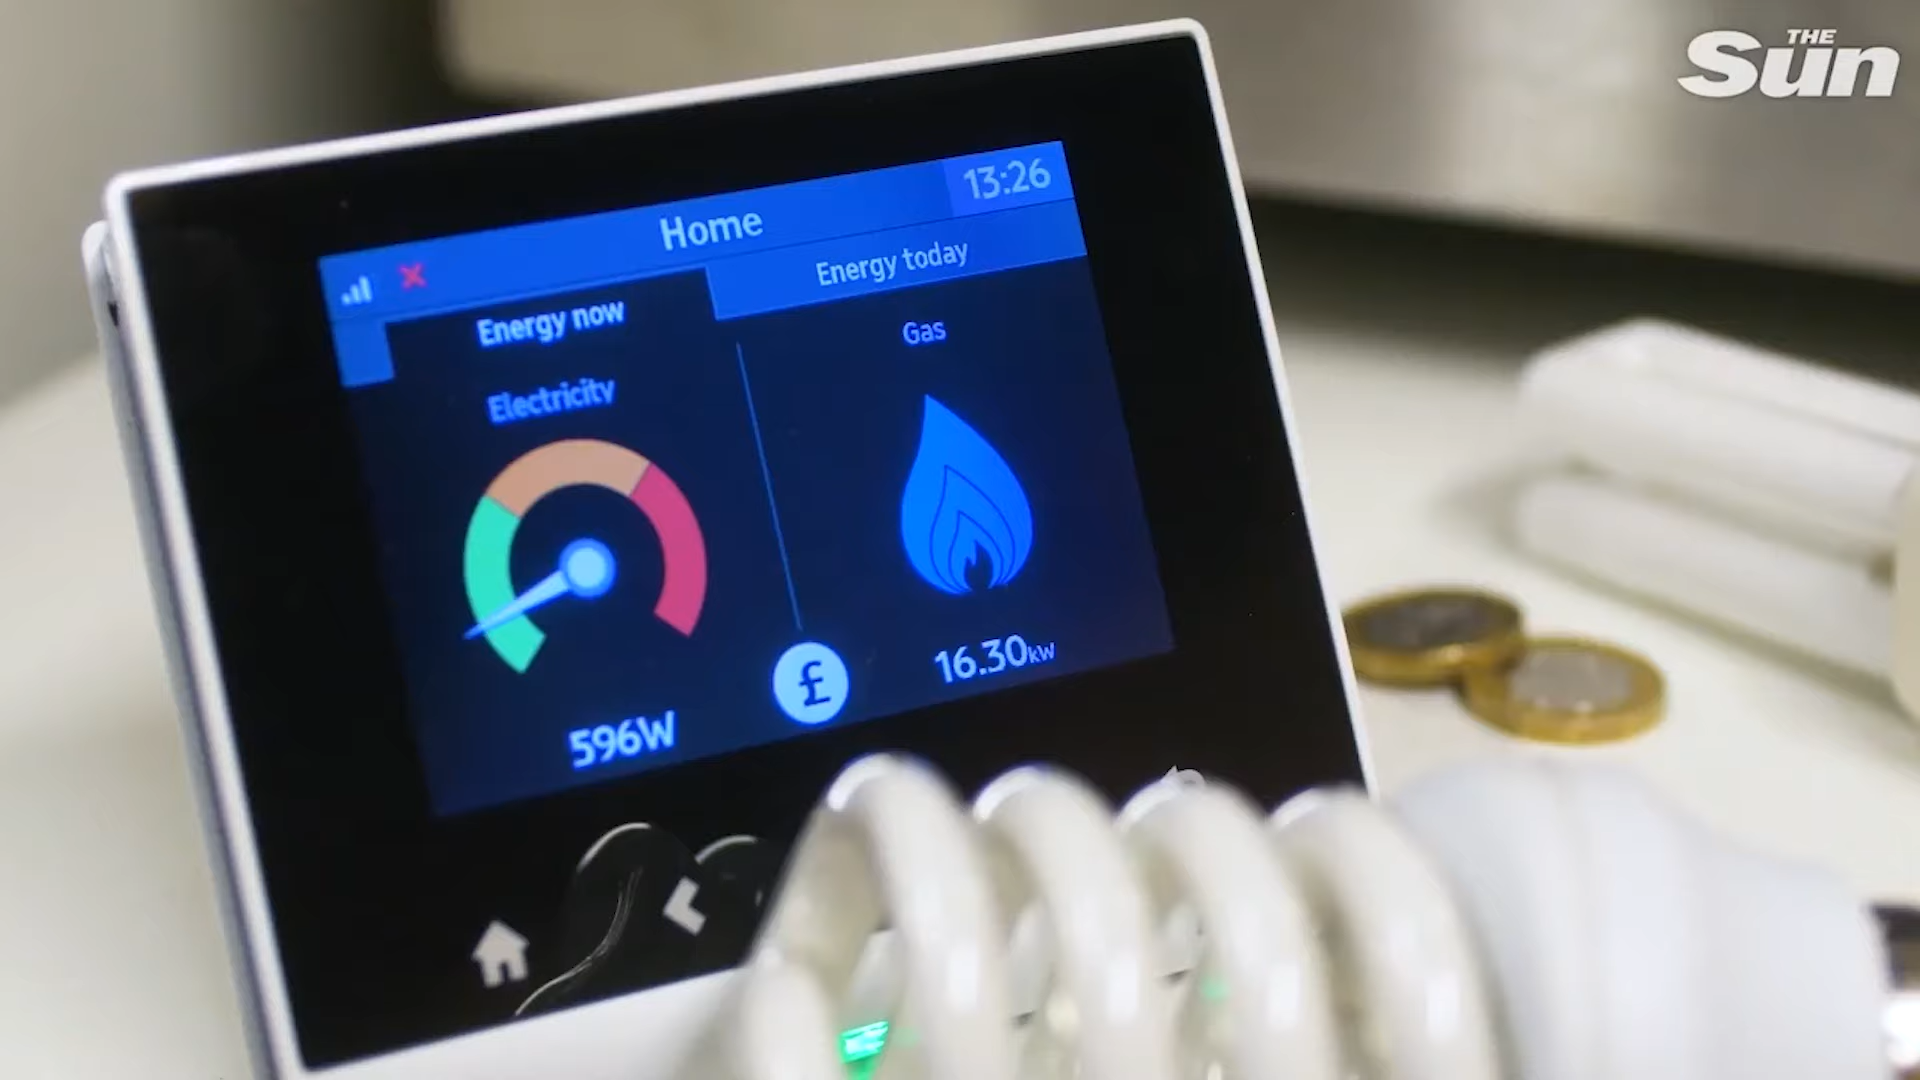 THE
Sun
13:26
Home
Energy now
Energy today
Electricity
Gas
596W
£
16.30kW